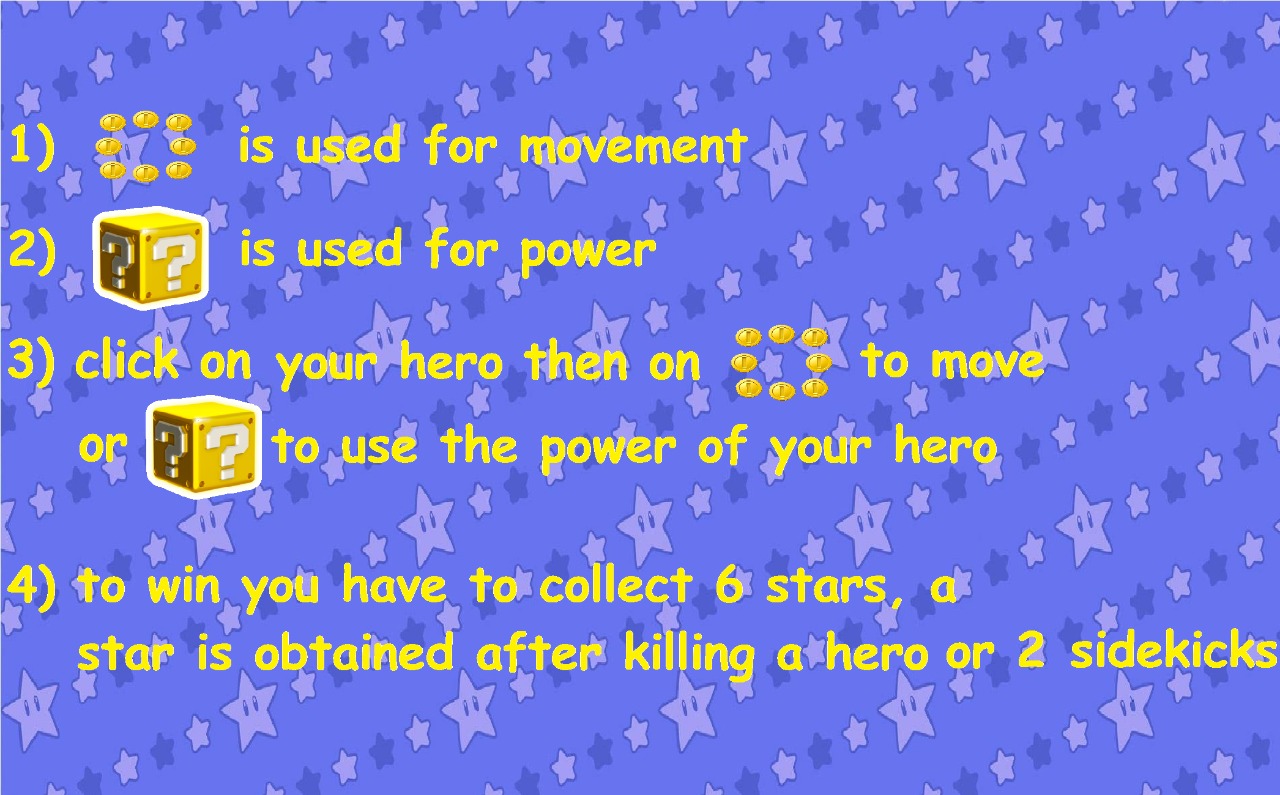 1) is used for movement
2) ? ? is used for power
3) click on your hero then on to move
or ? ? to use the power of your hero
4) to win you have to collect 6 stars, a
star is obtained after killing a hero or 2 sidekicks